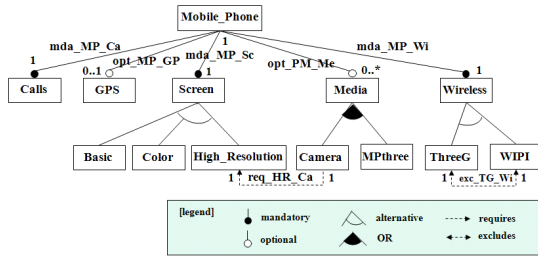 Mobile_Phone
mda_MP_Ca
opt_MP_GP
1
mda_MP_Sc
opt_PM_Me
mda_MP_Wi
1
0..1
1
0..*
1
Calls
GPS
Screen
Media
Wireless
Basic
Color
High_Resolution
Camera
MPthree
ThreeG
WIPI
1
req_HR_Ca
1
1
exc_TG_Wi
1
[legend]
mandatory
alternative
requires
optional
OR
excludes